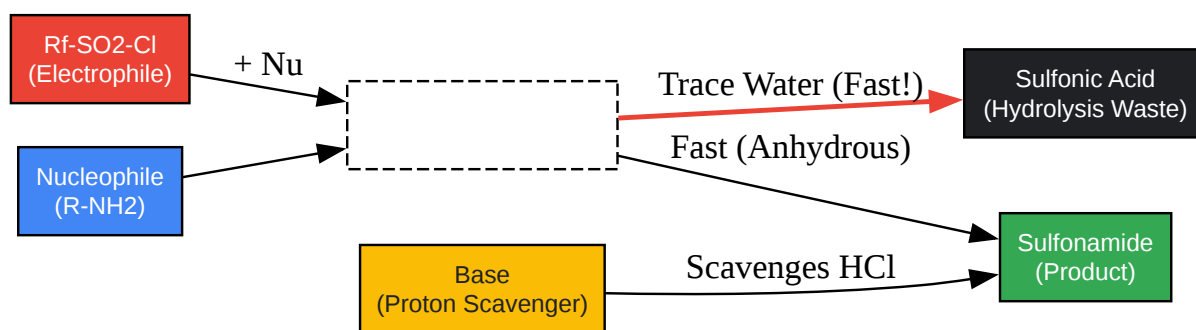 Rf-SO2-Cl
(Electrophile)
+ Nu
Nucleophile
(R-NH2)
Trace Water (Fast!)
Fast (Anhydrous)
Sulfonic Acid
(Hydrolysis Waste)
Base
(Proton Scavenger)
Scavenges HCl
Sulfonamide
(Product)